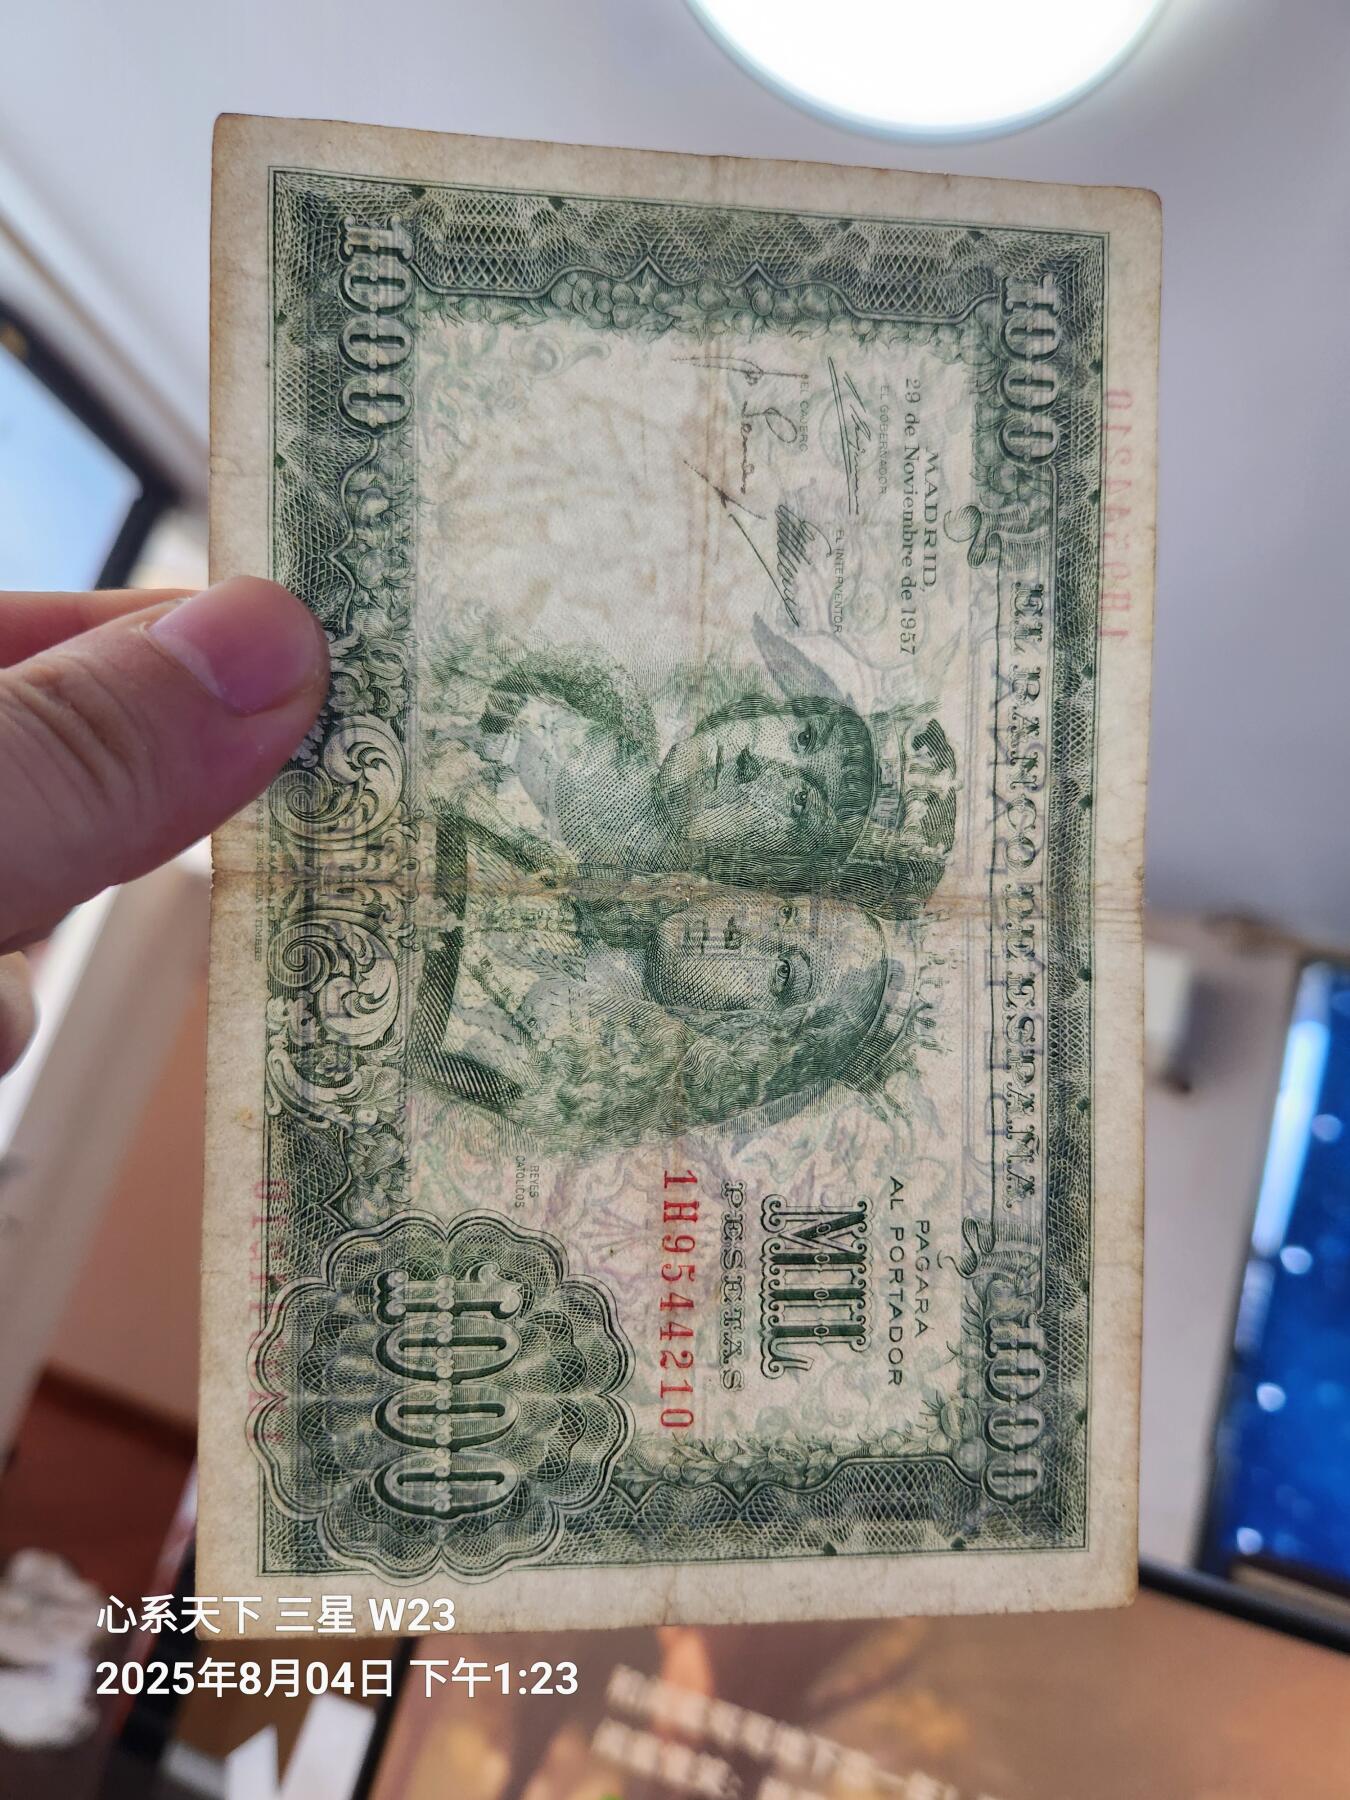 EL BANCO DE ESPAÑA
1000
1000
MADRID,
29 de Noviembre de 1957
EL GOBERNADOR
EL INTERVENTOR
EL CAJERO
PAGARA
AL PORTADOR
MIL
PESETAS
1H9544210
REYES
CATOLICOS
1000
1000
心系天下 三星 W23
2025年8月04日 下午1:23